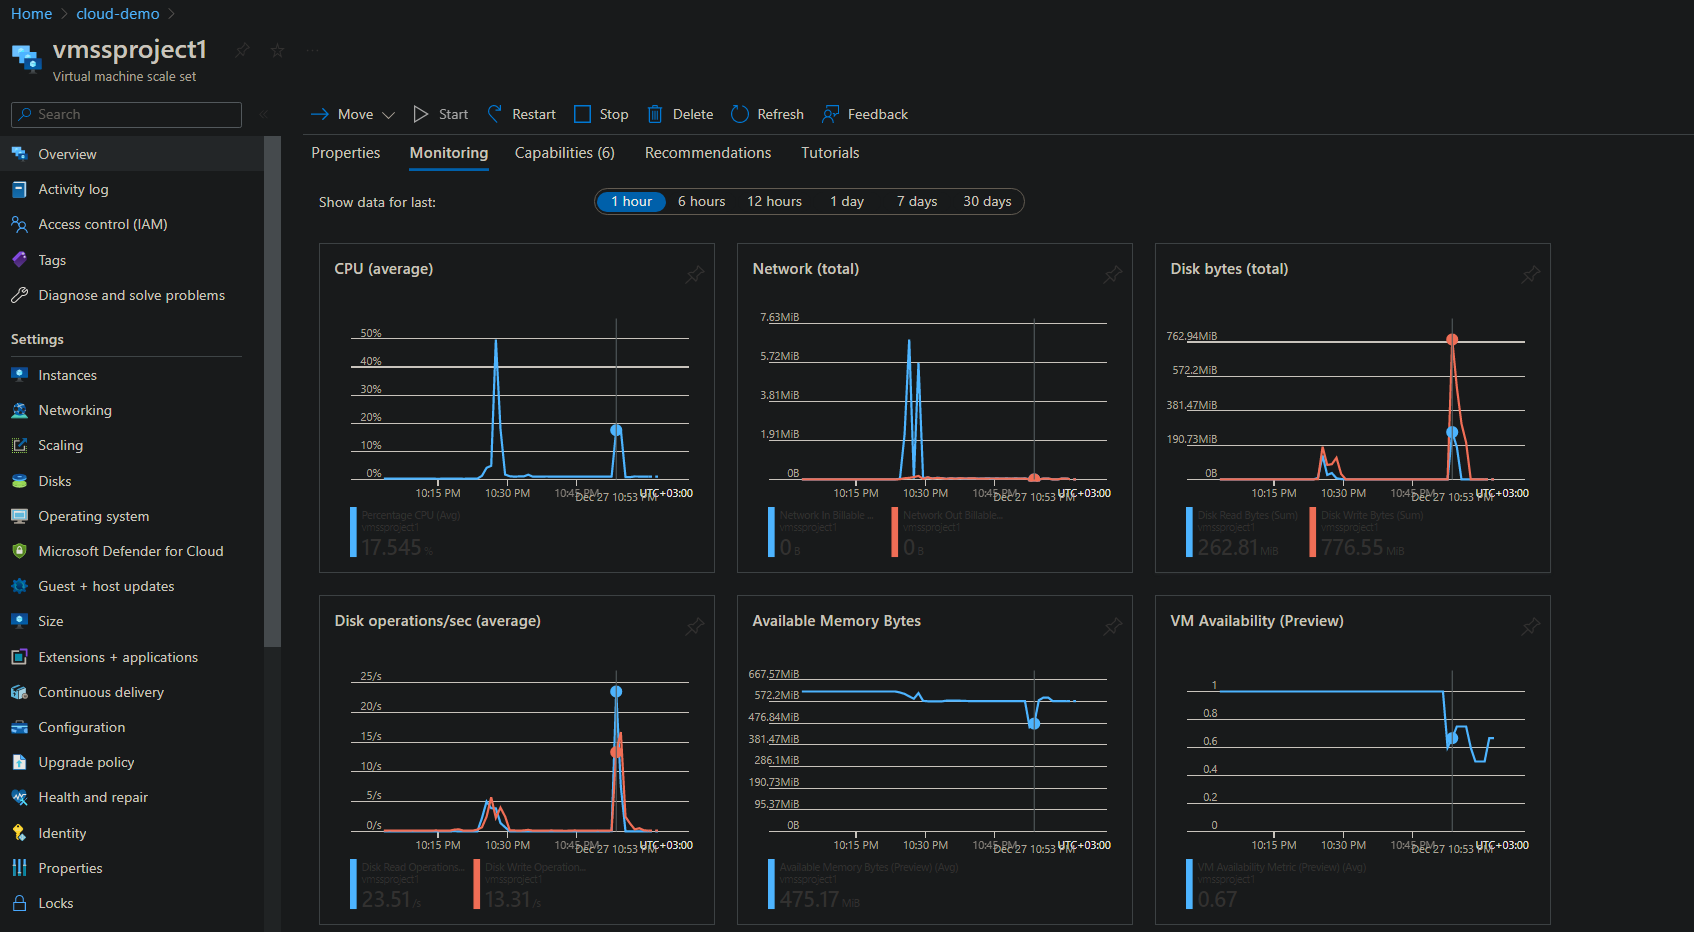 Home > cloud-demo >
vmssproject1
Virtual machine scale set
Search
Move Start Restart Stop Delete Refresh Feedback
Overview
Activity log
Access control (IAM)
Tags
Diagnose and solve problems
Settings
Instances
Networking
Scaling
Disks
Operating system
Microsoft Defender for Cloud
Guest + host updates
Size
Extensions + applications
Continuous delivery
Configuration
Upgrade policy
Health and repair
Identity
Properties
Locks
Properties Monitoring Capabilities (6) Recommendations Tutorials
Show data for last: 1 hour 6 hours 12 hours 1 day 7 days 30 days
CPU (average)
50%
40%
30%
20%
10%
0%
10:15 PM 10:30 PM 10:45 PM Dec 27 10:53 PM UTC+03:00
Percentage CPU (Avg)
vmssproject1
17.545 %
Network (total)
7.63MiB
5.72MiB
3.81MiB
1.91MiB
0B
10:15 PM 10:30 PM 10:45 PM Dec 27 10:53 PM UTC+03:00
Network In Billable ... Network Out Billable...
vmssproject1 vmssproject1
0 B 0 B
Disk bytes (total)
762.94MiB
572.2MiB
381.47MiB
190.73MiB
0B
10:15 PM 10:30 PM 10:45 PM Dec 27 10:53 PM UTC+03:00
Disk Read Bytes (Sum) Disk Write Bytes (Sum)
vmssproject1 vmssproject1
262.81 MiB 776.55 MiB
Disk operations/sec (average)
25/s
20/s
15/s
10/s
5/s
0/s
10:15 PM 10:30 PM 10:45 PM Dec 27 10:53 PM UTC+03:00
Disk Read Operations... Disk Write Operation...
vmssproject1 vmssproject1
23.51 /s 13.31 /s
Available Memory Bytes
667.57MiB
572.2MiB
476.84MiB
381.47MiB
286.1MiB
190.73MiB
95.37MiB
0B
10:15 PM 10:30 PM 10:45 PM Dec 27 10:53 PM UTC+03:00
Available Memory Bytes (Preview) (Avg)
vmssproject1
475.17 MiB
VM Availability (Preview)
1
0.8
0.6
0.4
0.2
0
10:15 PM 10:30 PM 10:45 PM Dec 27 10:53 PM UTC+03:00
VM Availability Metric (Preview) (Avg)
vmssproject1
0.67